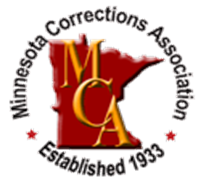 Minnesota Corrections Association
MCA
Established 1933